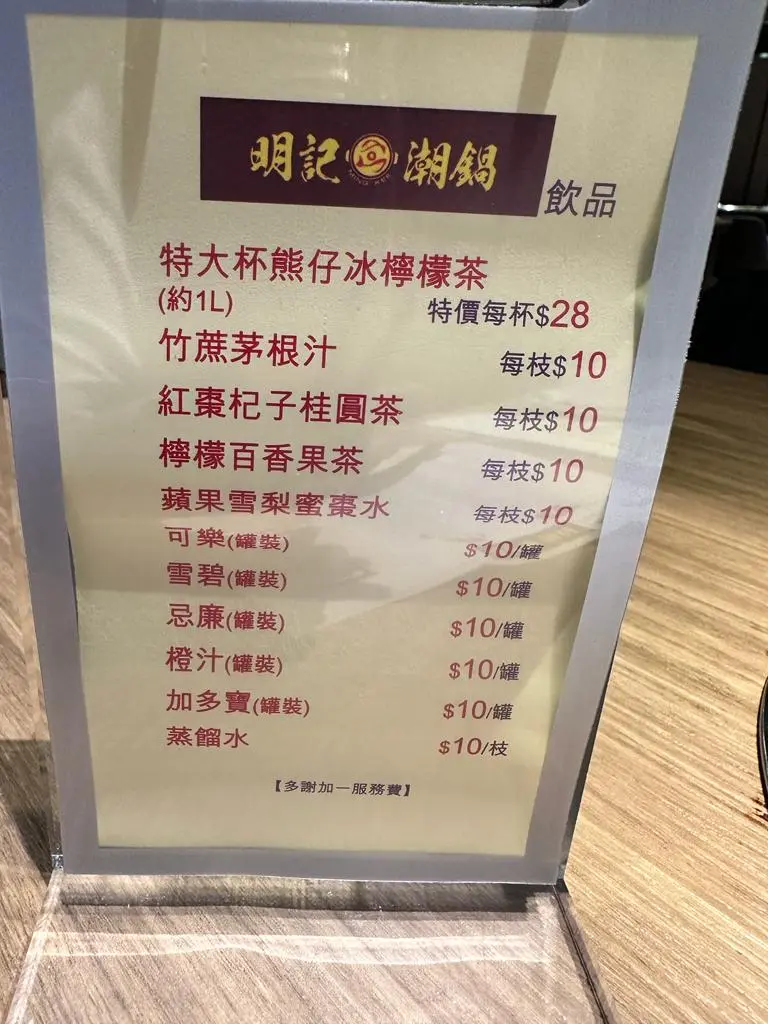 明記 潮鍋
MING KEE
飲品
特大杯熊仔冰檸檬茶
(約1L) 特價每杯$28
竹蔗茅根汁 每枝$10
紅棗杞子桂圓茶 每枝$10
檸檬百香果茶 每枝$10
蘋果雪梨蜜棗水 每枝$10
可樂(罐裝) $10/罐
雪碧(罐裝) $10/罐
忌廉(罐裝) $10/罐
橙汁(罐裝) $10/罐
加多寶(罐裝) $10/罐
蒸餾水 $10/枝
【多謝加一服務費】